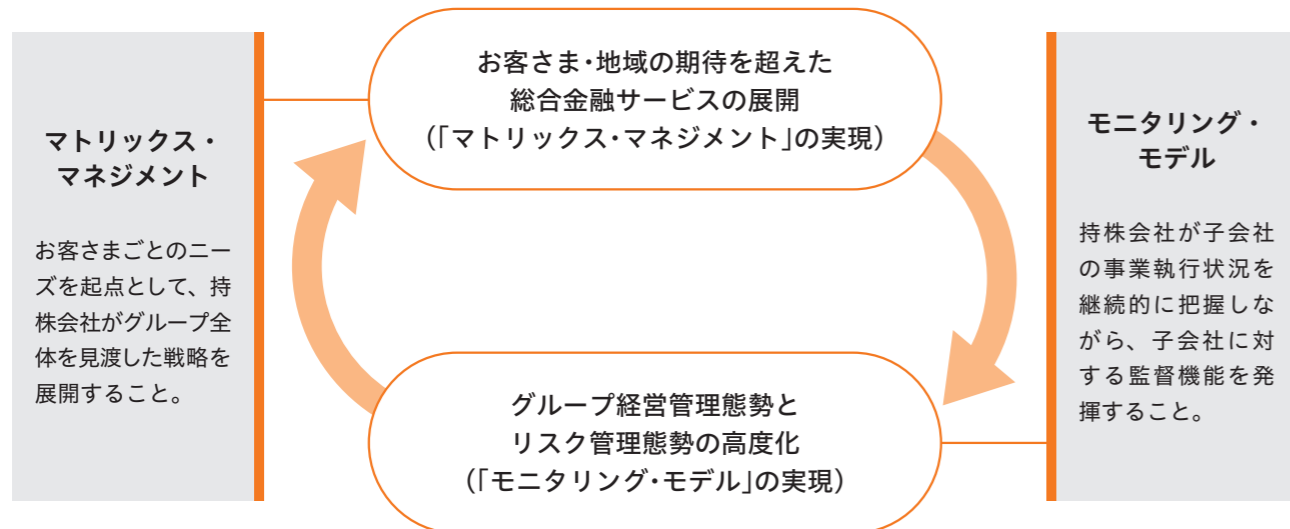 マトリックス・
マネジメント
お客さまごとのニー
ズを起点として、持
株会社がグループ全
体を見渡した戦略を
展開すること。
お客さま・地域の期待を超えた
総合金融サービスの展開
(「マトリックス・マネジメント」の実現)
グループ経営管理態勢と
リスク管理態勢の高度化
(「モニタリング・モデル」の実現)
モニタリング・
モデル
持株会社が子会社
の事業執行状況を
継続的に把握しな
がら、子会社に対
する監督機能を発
揮すること。